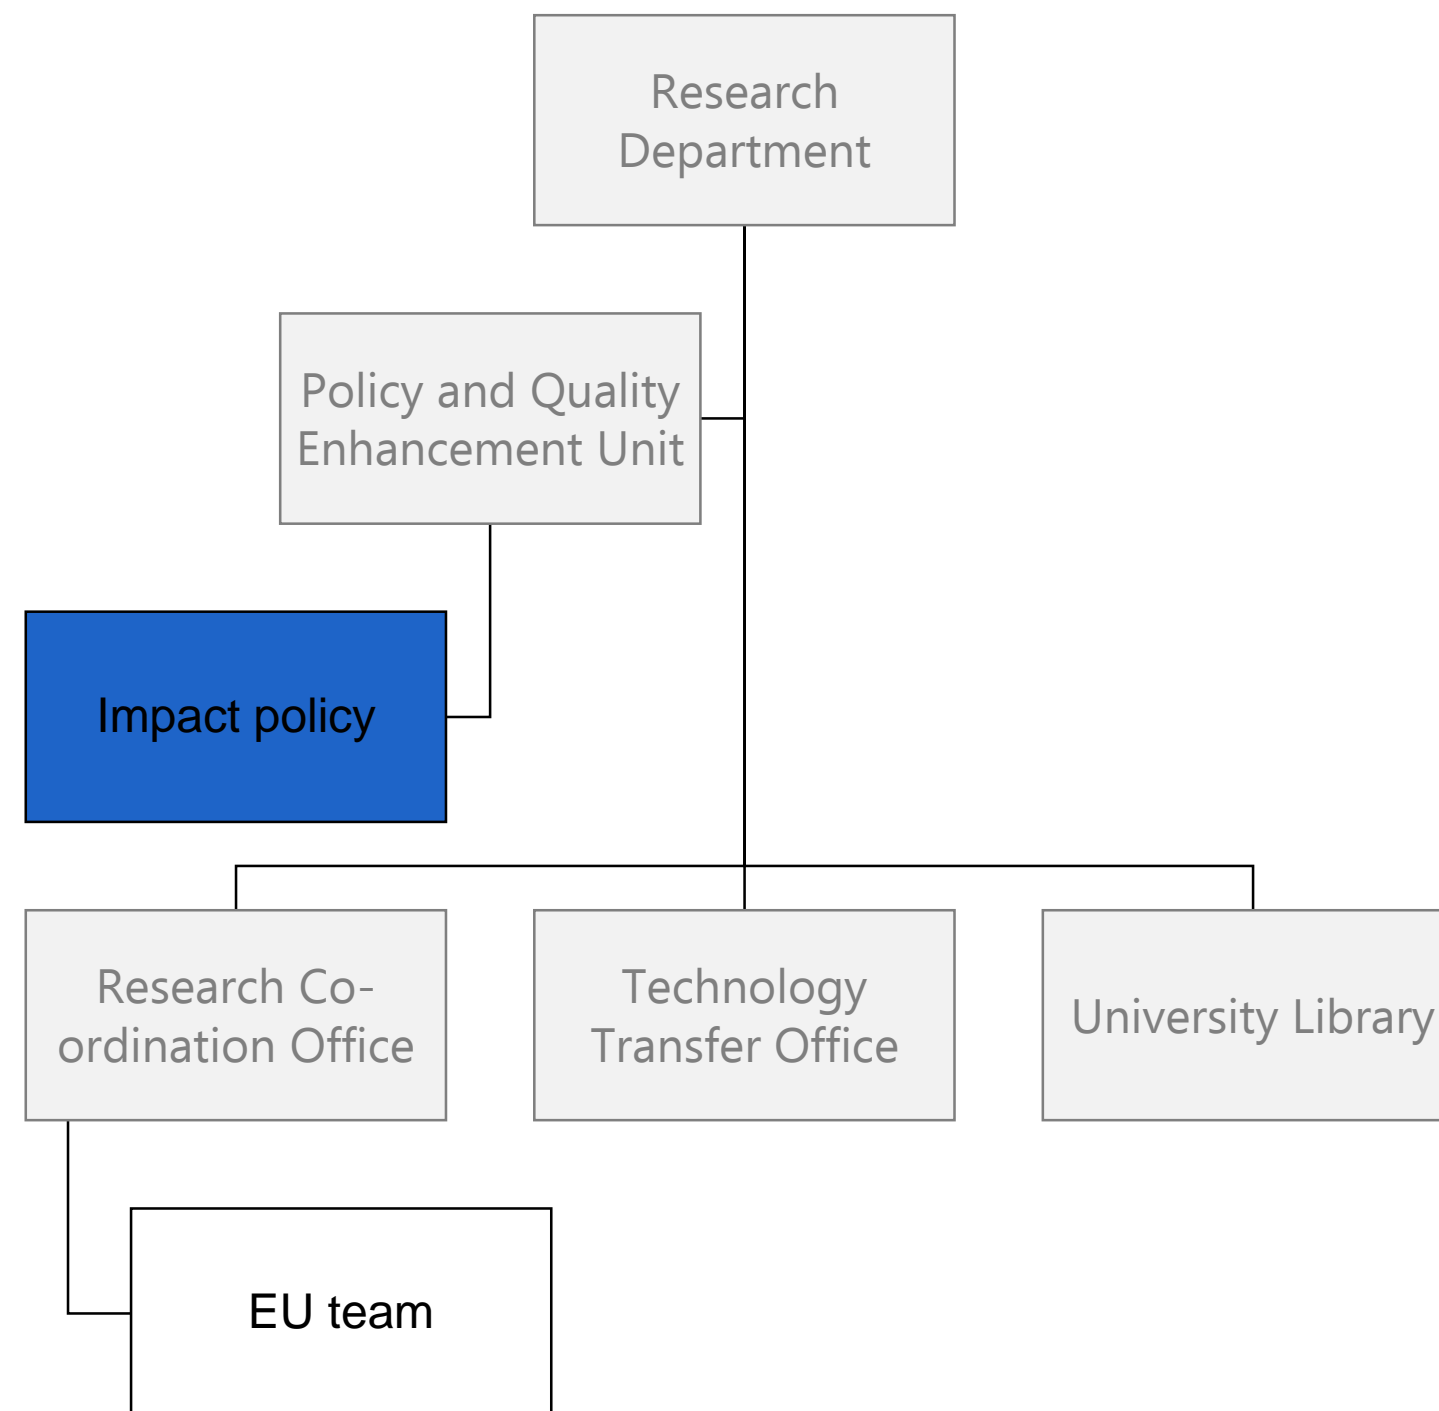 Research
Department
Policy and Quality
Enhancement Unit
Impact policy
Research Co-
ordination Office
Technology
Transfer Office
University Library
EU team